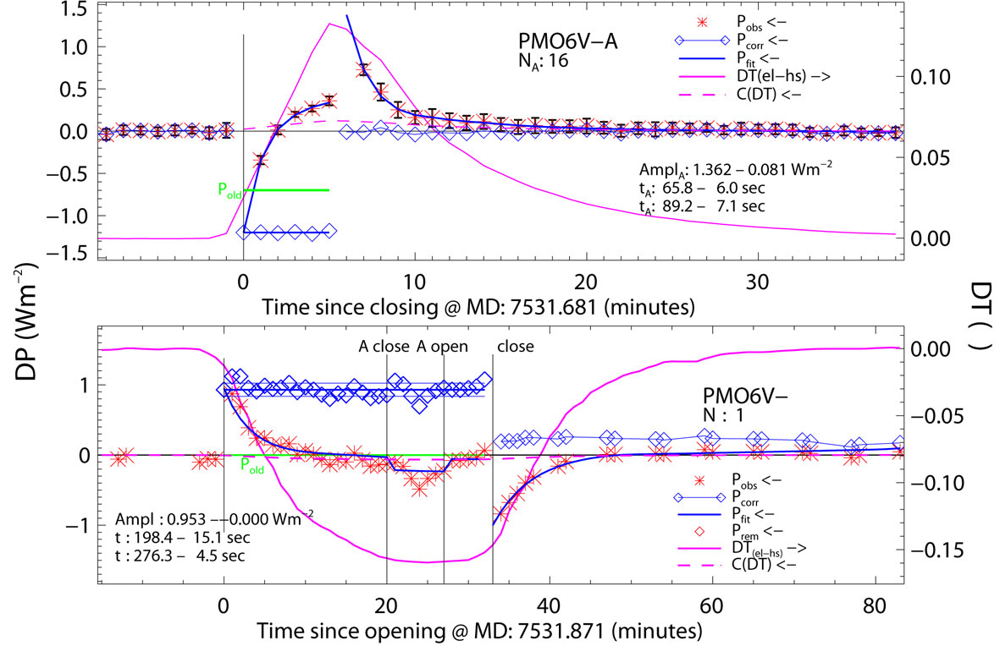 1.5
1.0
0.5
0.0
−0.5
−1.0
−1.5
0.10
0.05
0.00
PMO6V−A
N_A: 16
P_obs <−
P_corr <−
P_fit <−
DT(el−hs) −>
C(DT) <−
P_old
Ampl_A: 1.362 − 0.081 Wm⁻²
t_A: 65.8 − 6.0 sec
t_A: 89.2 − 7.1 sec
0 10 20 30
Time since closing @ MD: 7531.681 (minutes)
DP (Wm⁻²)
DT ( )
A close A open close
1
0
−1
0.00
−0.05
−0.10
−0.15
PMO6V−
N : 1
P_old
P_obs <−
P_corr
P_fit <−
P_rem <−
DT_(el−hs) −>
C(DT) <−
Ampl : 0.953 −−0.000 Wm⁻²
t : 198.4 − 15.1 sec
t : 276.3 − 4.5 sec
0 20 40 60 80
Time since opening @ MD: 7531.871 (minutes)